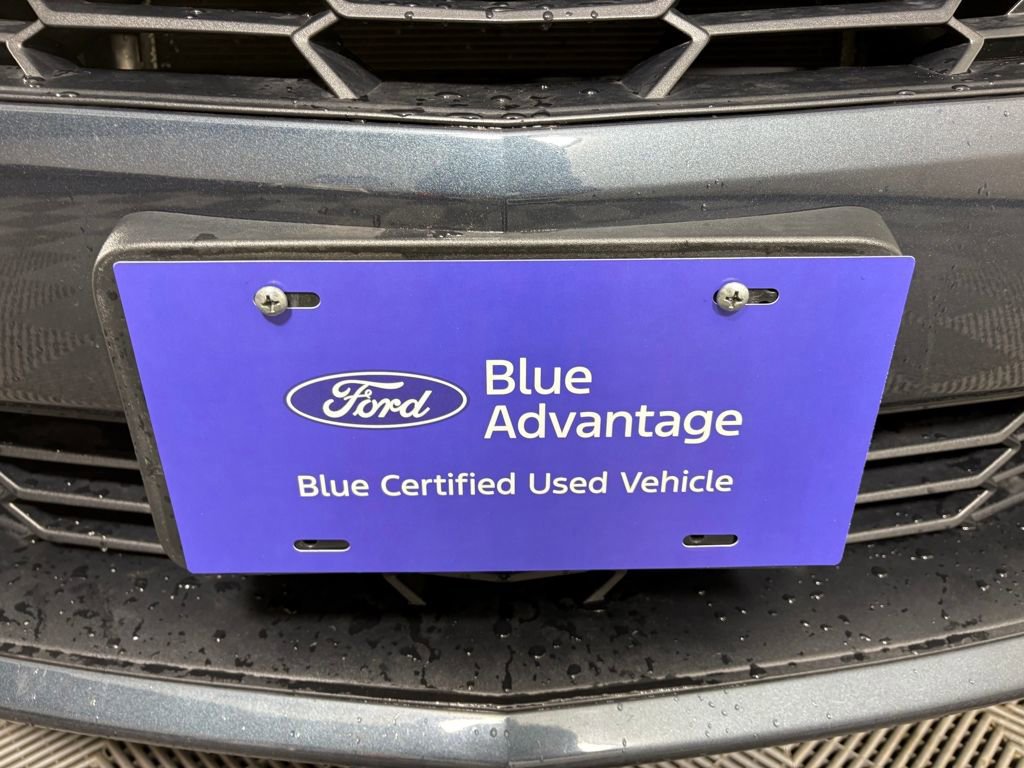 Ford
Blue
Advantage
Blue Certified Used Vehicle